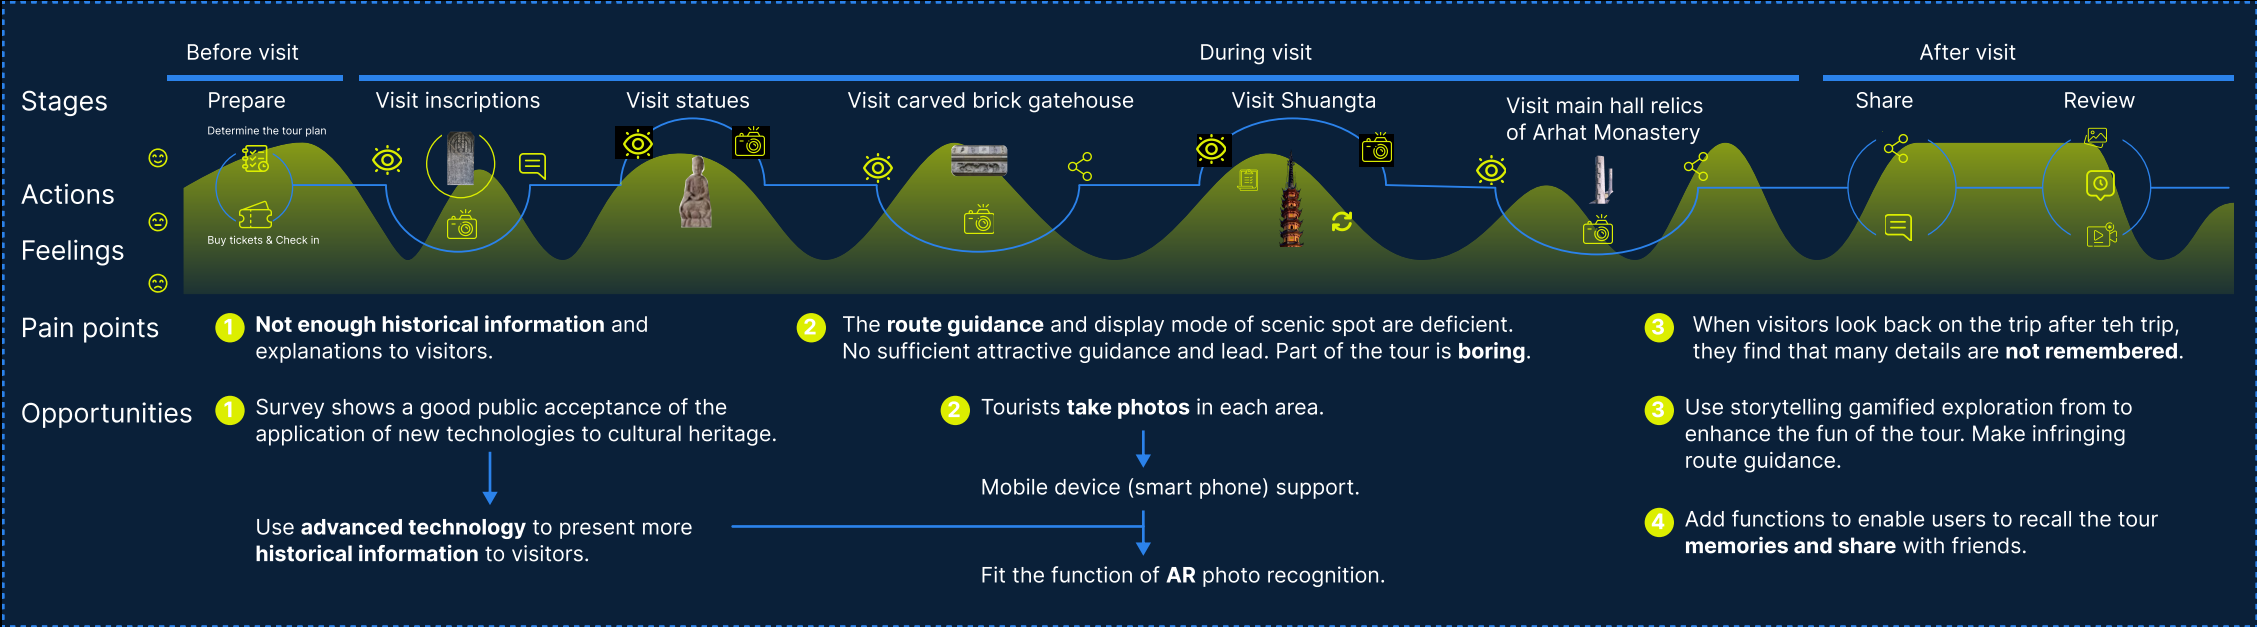 Before visit
During visit
After visit
Stages
Prepare
Visit inscriptions
Visit statues
Visit carved brick gatehouse
Visit Shuangta
Visit main hall relics
of Arhat Monastery
Share
Review
Determine the tour plan
Actions
Buy tickets & Check in
Feelings
Pain points
1 Not enough historical information and
explanations to visitors.
2 The route guidance and display mode of scenic spot are deficient.
No sufficient attractive guidance and lead. Part of the tour is boring.
3 When visitors look back on the trip after teh trip,
they find that many details are not remembered.
Opportunities
1 Survey shows a good public acceptance of the
application of new technologies to cultural heritage.
Use advanced technology to present more
historical information to visitors.
2 Tourists take photos in each area.
Mobile device (smart phone) support.
Fit the function of AR photo recognition.
3 Use storytelling gamified exploration from to
enhance the fun of the tour. Make infringing
route guidance.
4 Add functions to enable users to recall the tour
memories and share with friends.